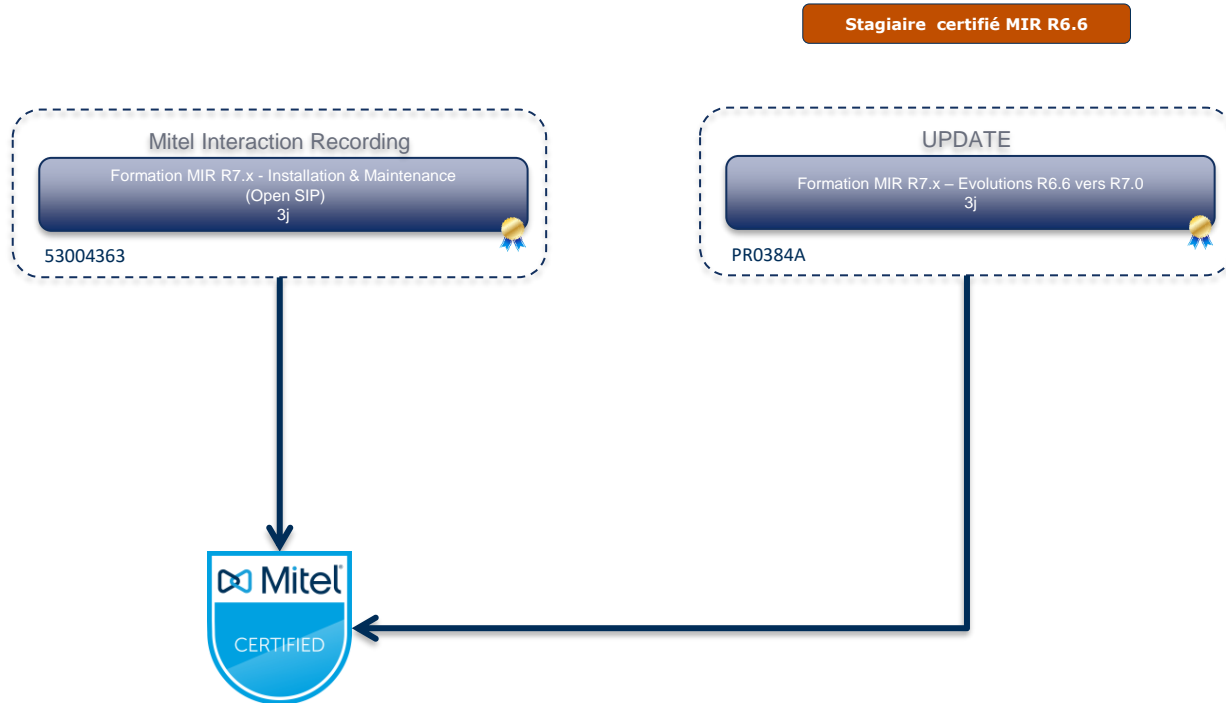 Stagiaire certifié MIR R6.6
Mitel Interaction Recording
Formation MIR R7.x - Installation & Maintenance
(Open SIP)
3j
53004363
UPDATE
Formation MIR R7.x – Evolutions R6.6 vers R7.0
3j
PR0384A
Mitel
CERTIFIED